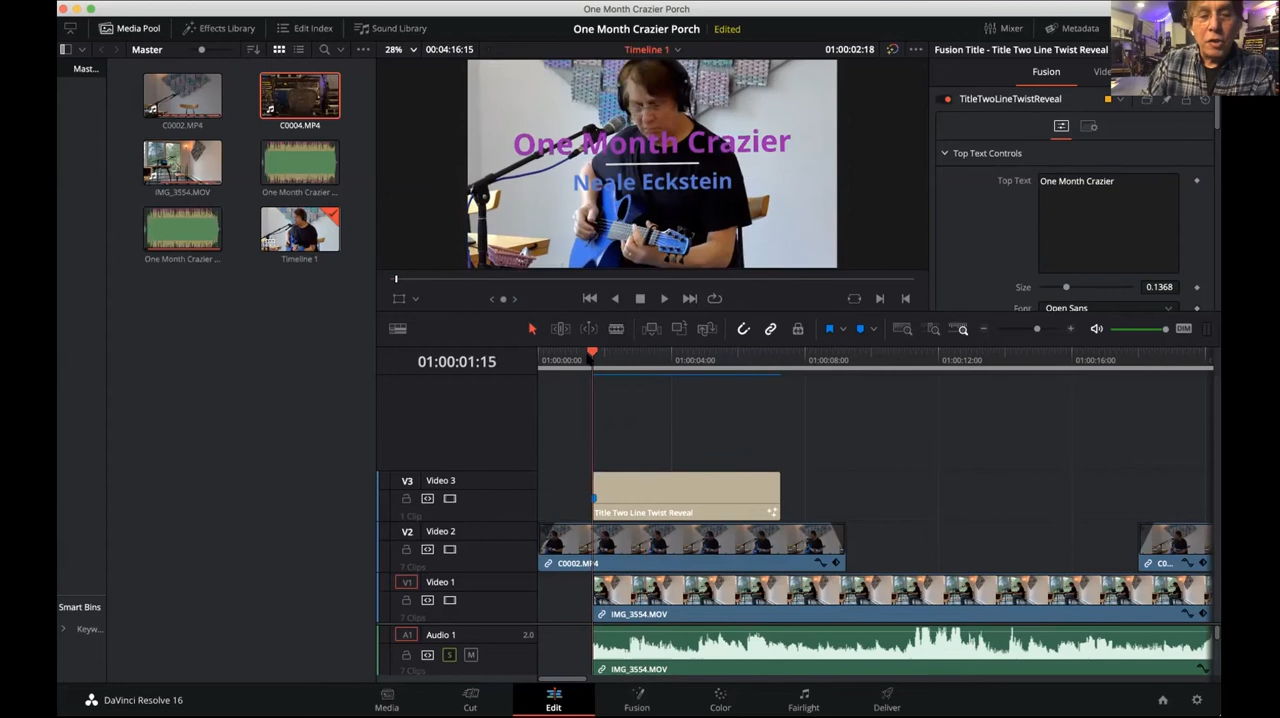 One Month Crazier Porch
Media Pool
Effects Library
Edit Index
Sound Library
One Month Crazier Porch
Edited
Mixer
Metadata
Master
28%
00:04:16:15
Timeline 1
01:00:02:18
Fusion Title - Title Two Line Twist Reveal
Mast...
C0002.MP4
C0004.MP4
IMG_3554.MOV
One Month Crazier ...
One Month Crazier ...
Timeline 1
One Month Crazier
Neale Eckstein
Fusion
Vide
TitleTwoLineTwistReveal
Top Text Controls
Top Text
One Month Crazier
Size
0.1368
Font
Open Sans
DIM
01:00:01:15
01:00:00:00
01:00:04:00
01:00:08:00
01:00:12:00
01:00:16:00
V3
Video 3
1 Clip
Title Two Line Twist Reveal
V2
Video 2
7 Clips
C0002.MP4
C0...
V1
Video 1
7 Clips
IMG_3554.MOV
A1
Audio 1
2.0
S
M
7 Clips
IMG_3554.MOV
Smart Bins
Keyw...
DaVinci Resolve 16
Media
Cut
Edit
Fusion
Color
Fairlight
Deliver